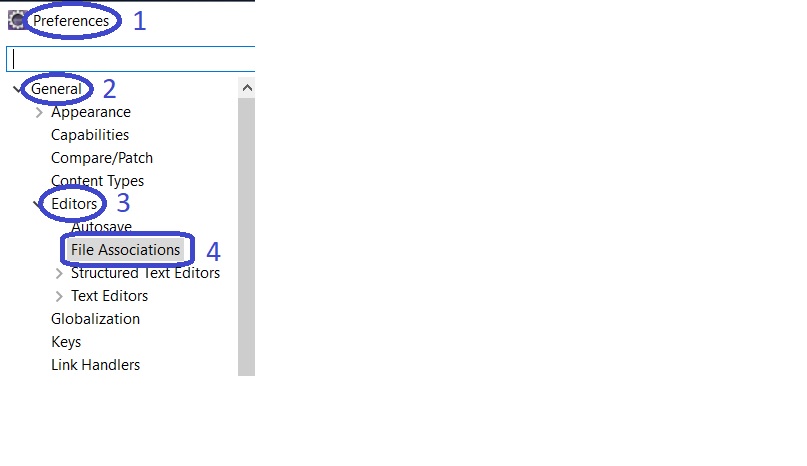 Preferences 1
General 2
Appearance
Capabilities
Compare/Patch
Content Types
Editors 3
Autosave
File Associations 4
Structured Text Editors
Text Editors
Globalization
Keys
Link Handlers